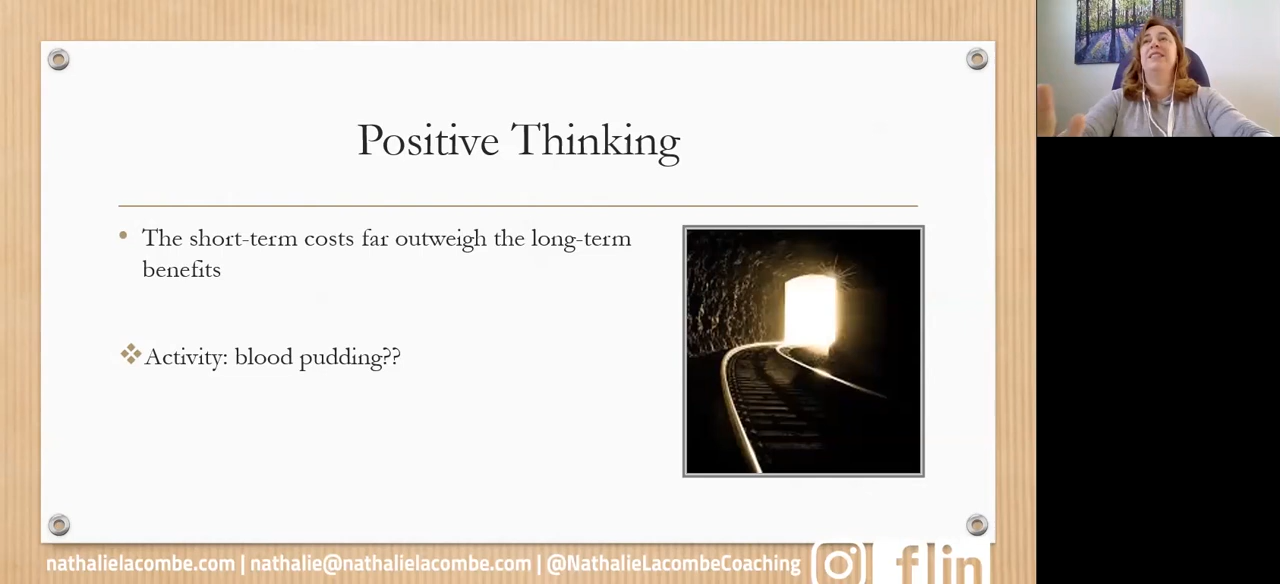 Positive Thinking
• The short-term costs far outweigh the long-term
benefits
❖Activity: blood pudding??
nathalielacombe.com | nathalie@nathalielacombe.com | @NathalieLacombeCoaching f in